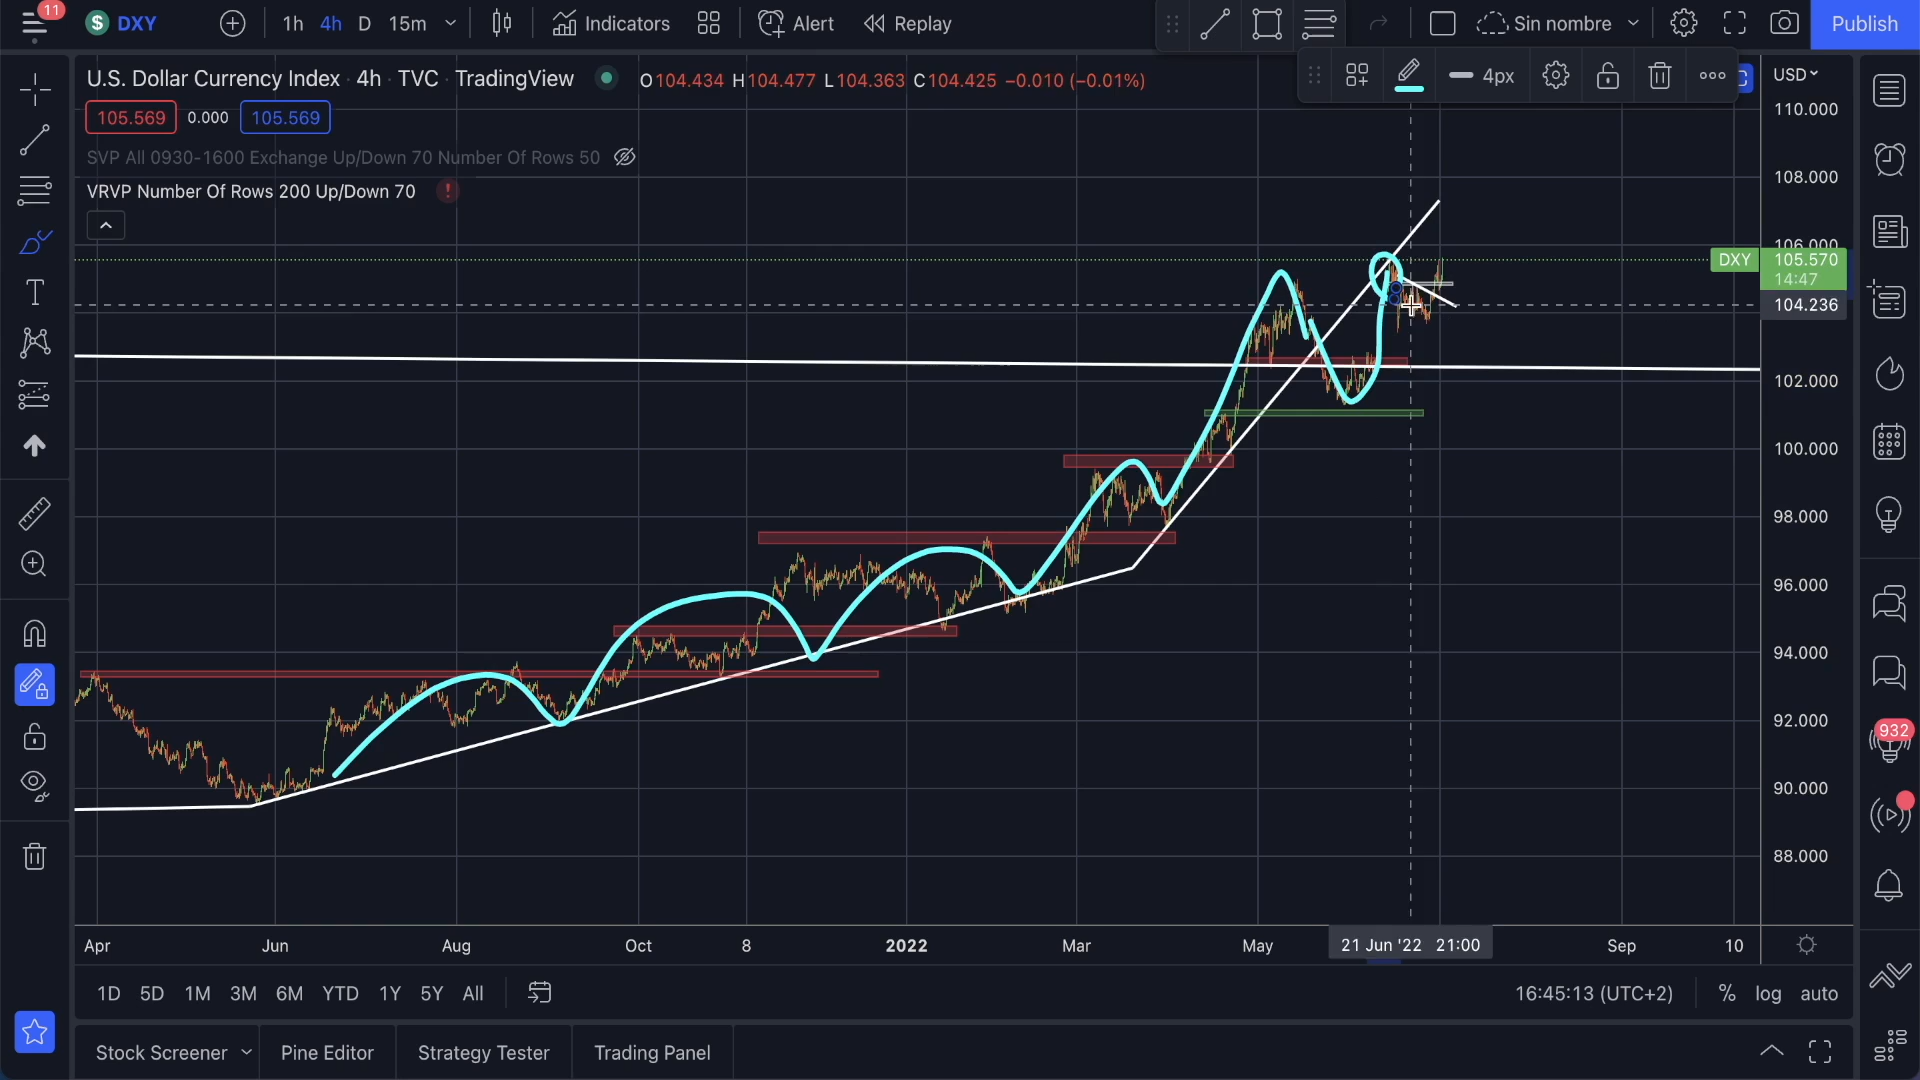 11
$ DXY 1h 4h D 15m Indicators Alert Replay Sin nombre Publish
U.S. Dollar Currency Index · 4h · TVC · TradingView O104.434 H104.477 L104.363 C104.425 −0.010 (−0.01%)
4px
USD
105.569 0.000 105.569
SVP All 0930-1600 Exchange Up/Down 70 Number Of Rows 50
VRVP Number Of Rows 200 Up/Down 70 !
110.000
108.000
106.000
DXY 105.570
14:47
104.236
102.000
100.000
98.000
96.000
94.000
92.000
90.000
88.000
932
Apr Jun Aug Oct 8 2022 Mar May 21 Jun '22 21:00 Sep 10
1D 5D 1M 3M 6M YTD 1Y 5Y All 16:45:13 (UTC+2) % log auto
Stock Screener Pine Editor Strategy Tester Trading Panel